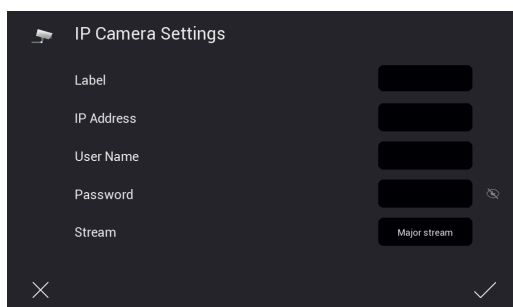 IP Camera Settings
Label
IP Address
User Name
Password
Stream Major stream